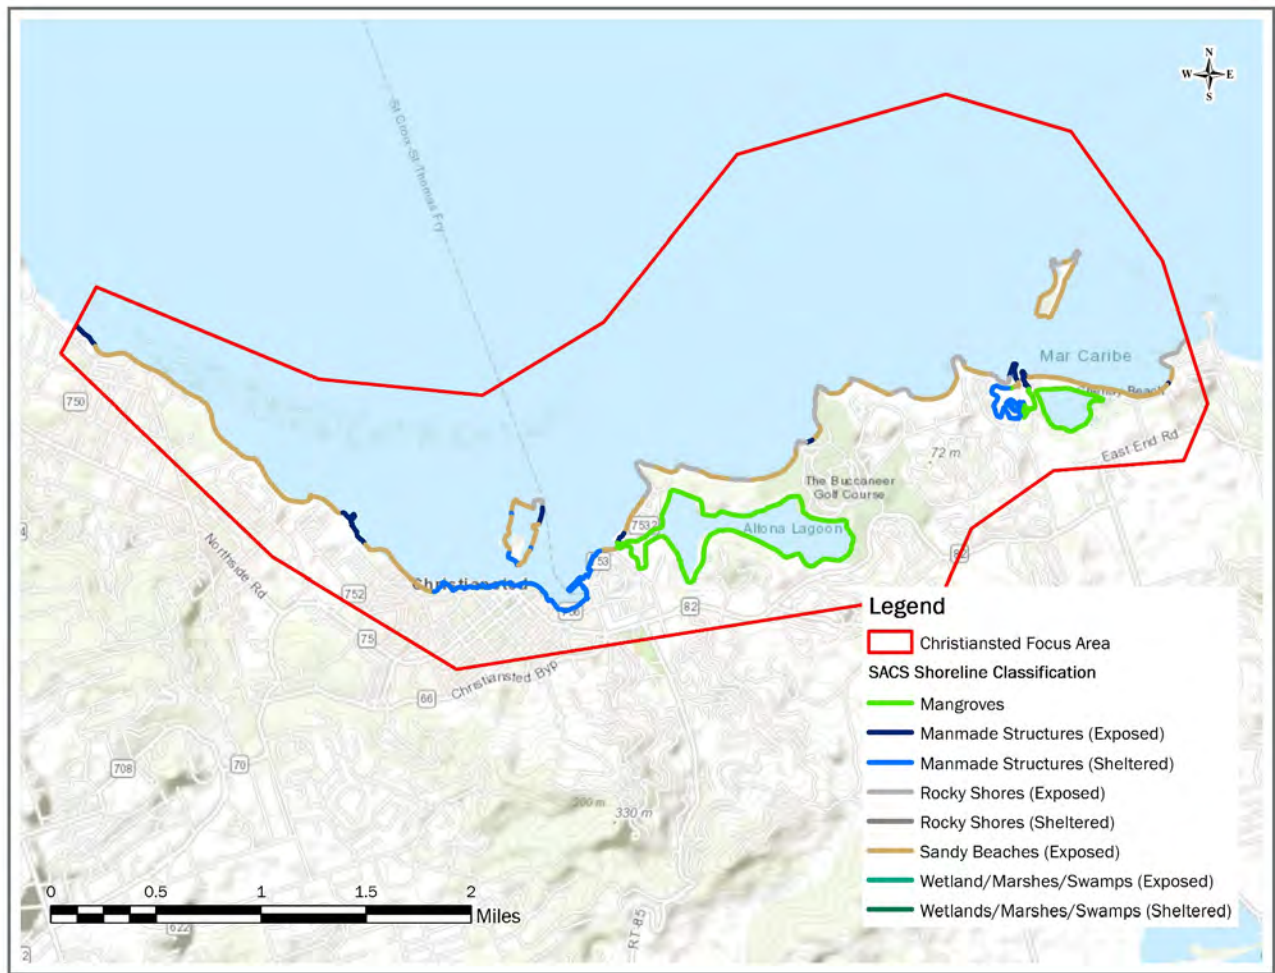 N
W E
S
St Croix-St Thomas Fry
Mar Caribe
750
East End Rd
72 m
The Buccaneer
Golf Course
7532
Altona Lagoon
82
Northside Rd
Christiansted
752
82
75
Christiansted Byp
66
70
708
200 m
330 m
RT 85
622
2
Legend
Christiansted Focus Area
SACS Shoreline Classification
Mangroves
Manmade Structures (Exposed)
Manmade Structures (Sheltered)
Rocky Shores (Exposed)
Rocky Shores (Sheltered)
Sandy Beaches (Exposed)
Wetland/Marshes/Swamps (Exposed)
Wetlands/Marshes/Swamps (Sheltered)
0 0.5 1 1.5 2
Miles